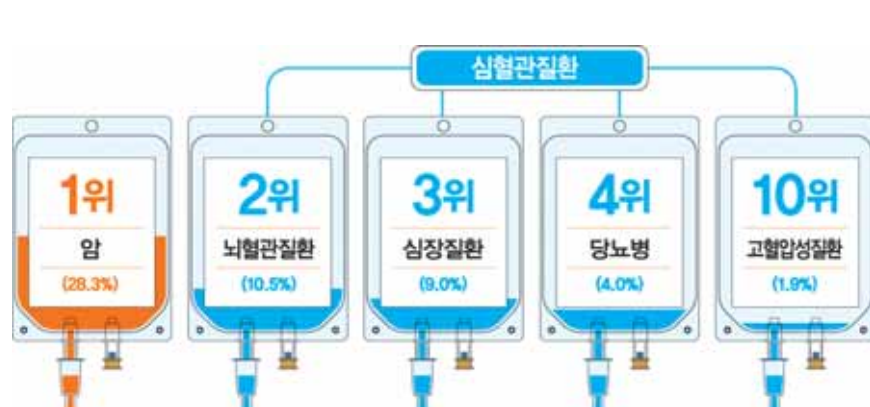 심혈관질환
1위
암
(28.3%)
2위
뇌혈관질환
(10.5%)
3위
심장질환
(9.0%)
4위
당뇨병
(4.0%)
10위
고혈압성질환
(1.9%)